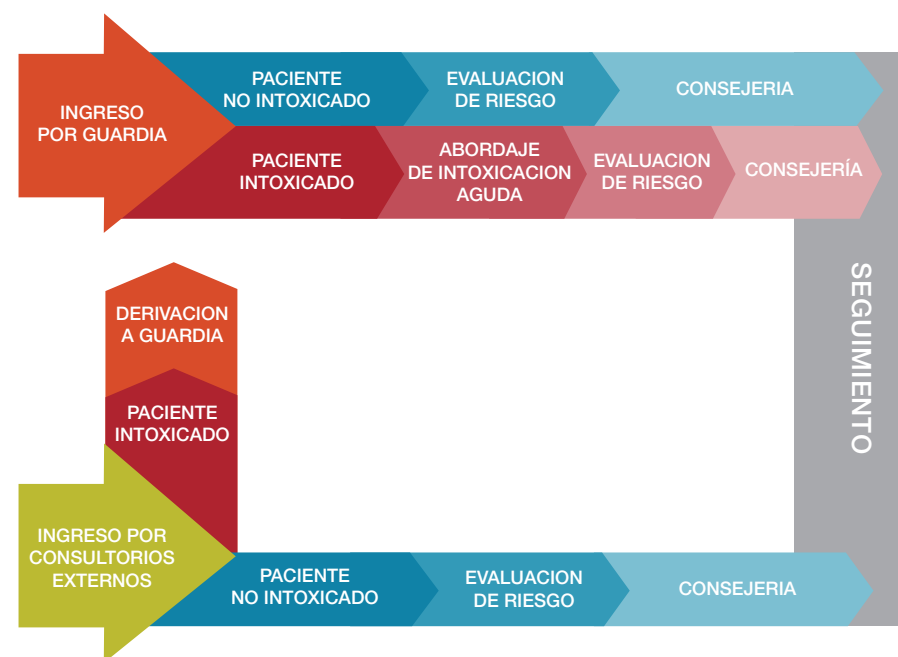 INGRESO
POR GUARDIA
PACIENTE
NO INTOXICADO
EVALUACION
DE RIESGO
CONSEJERIA
PACIENTE
INTOXICADO
ABORDAJE
DE INTOXICACION
AGUDA
EVALUACION
DE RIESGO
CONSEJERÍA
SEGUIMIENTO
DERIVACION
A GUARDIA
PACIENTE
INTOXICADO
INGRESO POR
CONSULTORIOS
EXTERNOS
PACIENTE
NO INTOXICADO
EVALUACION
DE RIESGO
CONSEJERIA